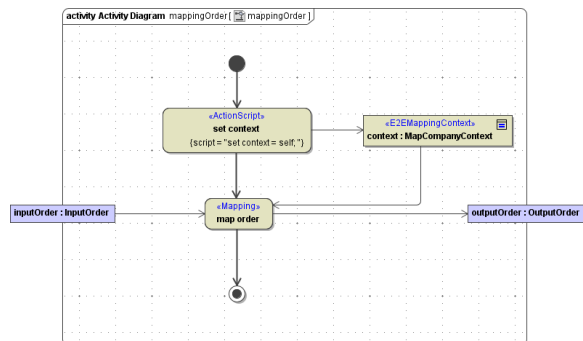 activity Activity Diagram mappingOrder[ mappingOrder ]
«ActionScript»
set context
{script = "set context = self;"}
«E2EMappingContext»
context : MapCompanyContext
inputOrder : InputOrder
«Mapping»
map order
outputOrder : OutputOrder